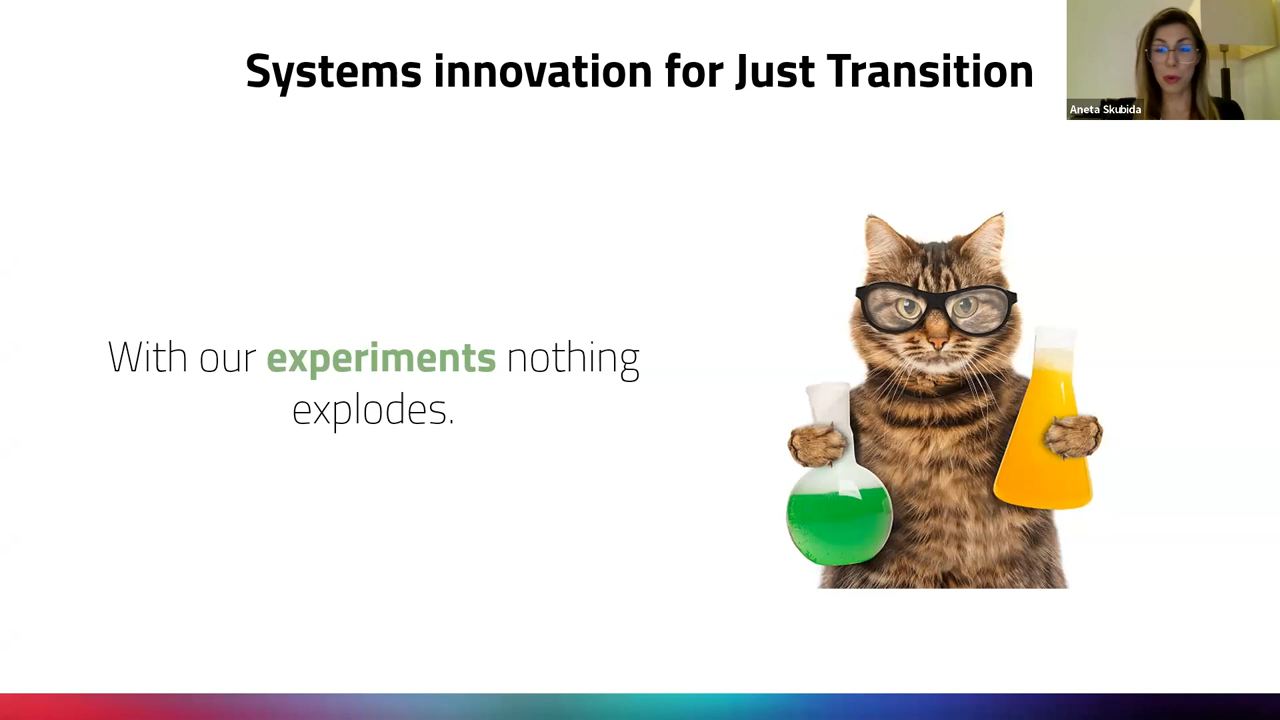 Systems innovation for Just Transition
Aneta Skubida
With our experiments nothing
explodes.